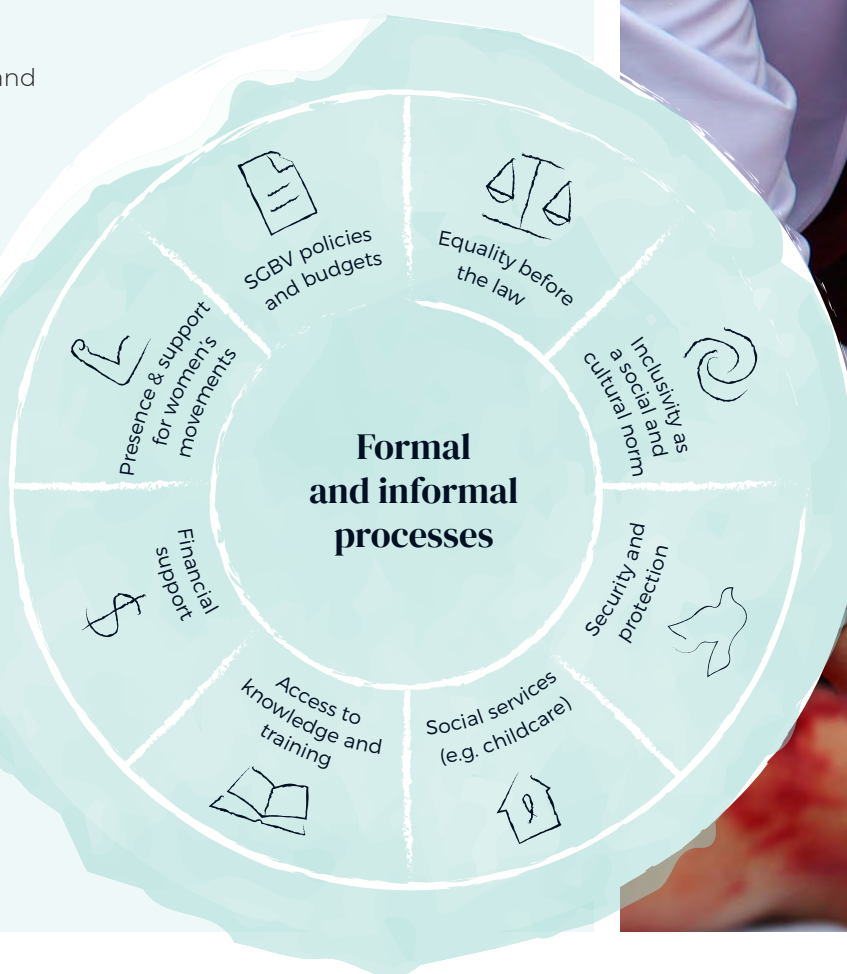 and
SGBV policies
and budgets
Equality before
the law
Inclusivity as
a social and
cultural norm
Security and
protection
Social services
(e.g. childcare)
Access to
knowledge and
training
Financial
support
Presence & support
for women's
movements
Formal
and informal
processes